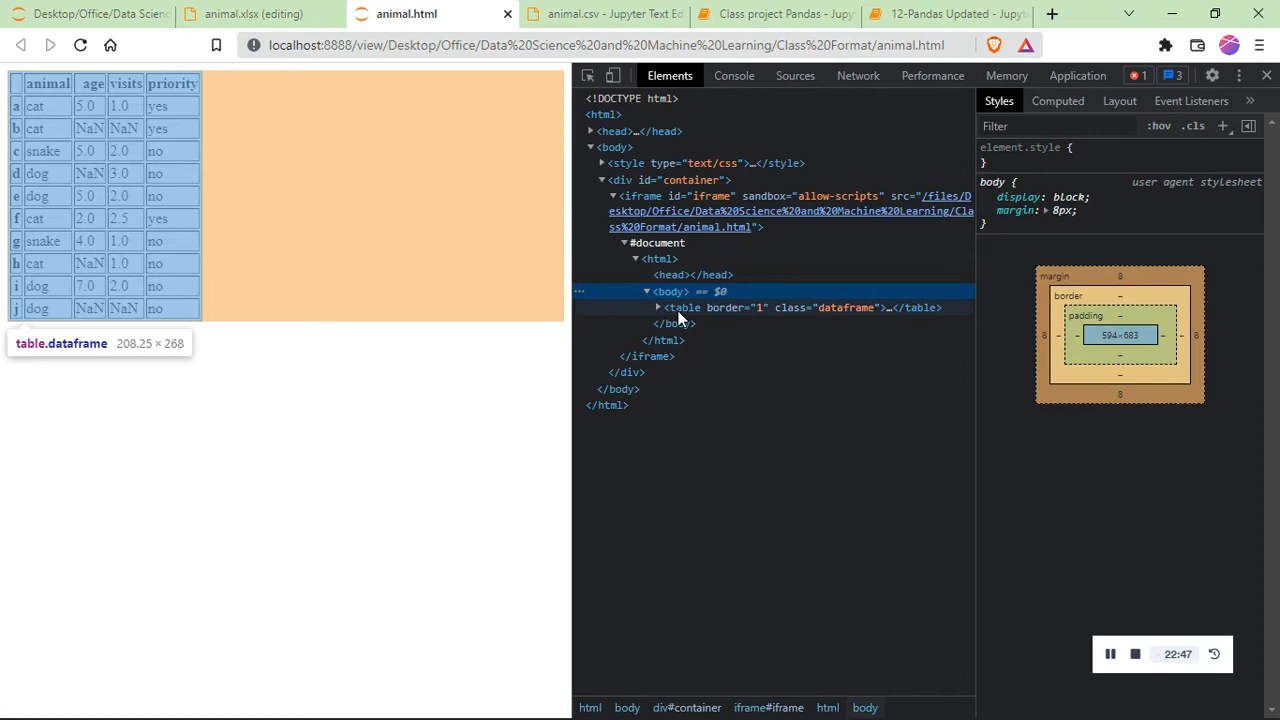 Desktop/Office/Data Scienc
animal.xlsx (editing)
animal.html
animal.csv - Jupyter Text Ed
Class project Pandas - Jupyt
12-Pandas Updated - Jupyt
localhost:8888/view/Desktop/Office/Data%20Science%20and%20Machine%20Learning/Class%20Format/animal.html
animal age visits priority
a cat 5.0 1.0 yes
b cat NaN NaN yes
c snake 5.0 2.0 no
d dog NaN 3.0 no
e dog 5.0 2.0 no
f cat 2.0 2.5 yes
g snake 4.0 1.0 no
h cat NaN 1.0 no
i dog 7.0 2.0 no
j dog NaN NaN no
table.dataframe 208.25 × 268
Elements Console Sources Network Performance Memory Application 1 3
<!DOCTYPE html>
<html>
<head>…</head>
<body>
<style type="text/css">…</style>
<div id="container">
<iframe id="iframe" sandbox="allow-scripts" src="/files/D
esktop/Office/Data%20Science%20and%20Machine%20Learning/Cla
ss%20Format/animal.html">
#document
<html>
<head></head>
<body> == $0
<table border="1" class="dataframe">…</table>
</body>
</html>
</iframe>
</div>
</body>
</html>
html body div#container iframe#iframe html body
Styles Computed Layout Event Listeners
Filter :hov .cls
element.style {
}
body { user agent stylesheet
display: block;
margin: 8px;
}
margin 8
border –
padding –
8 – – 594×683 – – 8
–
–
8
22:47